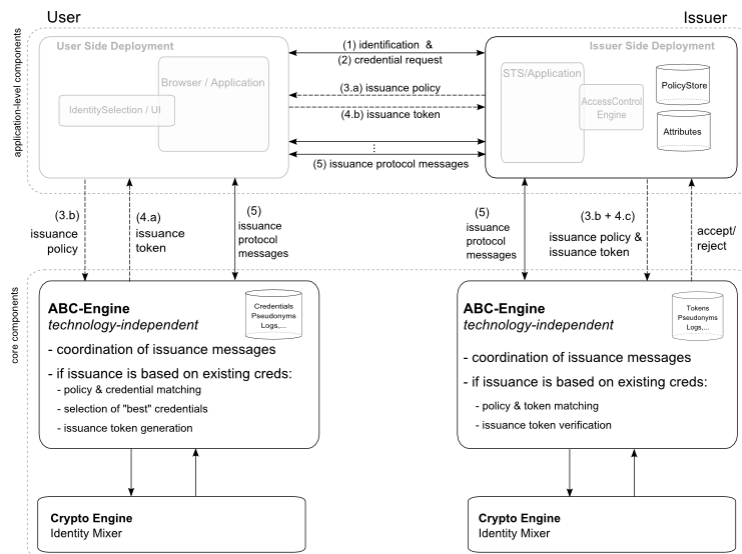 User
Issuer
application-level components
User Side Deployment
Browser / Application
IdentitySelection / UI
(1) identification &
(2) credential request
(3.a) issuance policy
(4.b) issuance token
⋮
(5) issuance protocol messages
Issuer Side Deployment
STS/Application
AccessControl
Engine
PolicyStore
Attributes
(3.b)
issuance
policy
(4.a)
issuance
token
(5)
issuance
protocol
messages
(5)
issuance
protocol
messages
(3.b + 4.c)
issuance policy &
issuance token
accept/
reject
core components
ABC-Engine
technology-independent
Credentials
Pseudonyms
Logs,...
- coordination of issuance messages
- if issuance is based on existing creds:
- policy & credential matching
- selection of "best" credentials
- issuance token generation
ABC-Engine
technology-independent
Tokens
Pseudonyms
Logs,...
- coordination of issuance messages
- if issuance is based on existing creds:
- policy & token matching
- issuance token verification
Crypto Engine
Identity Mixer
Crypto Engine
Identity Mixer